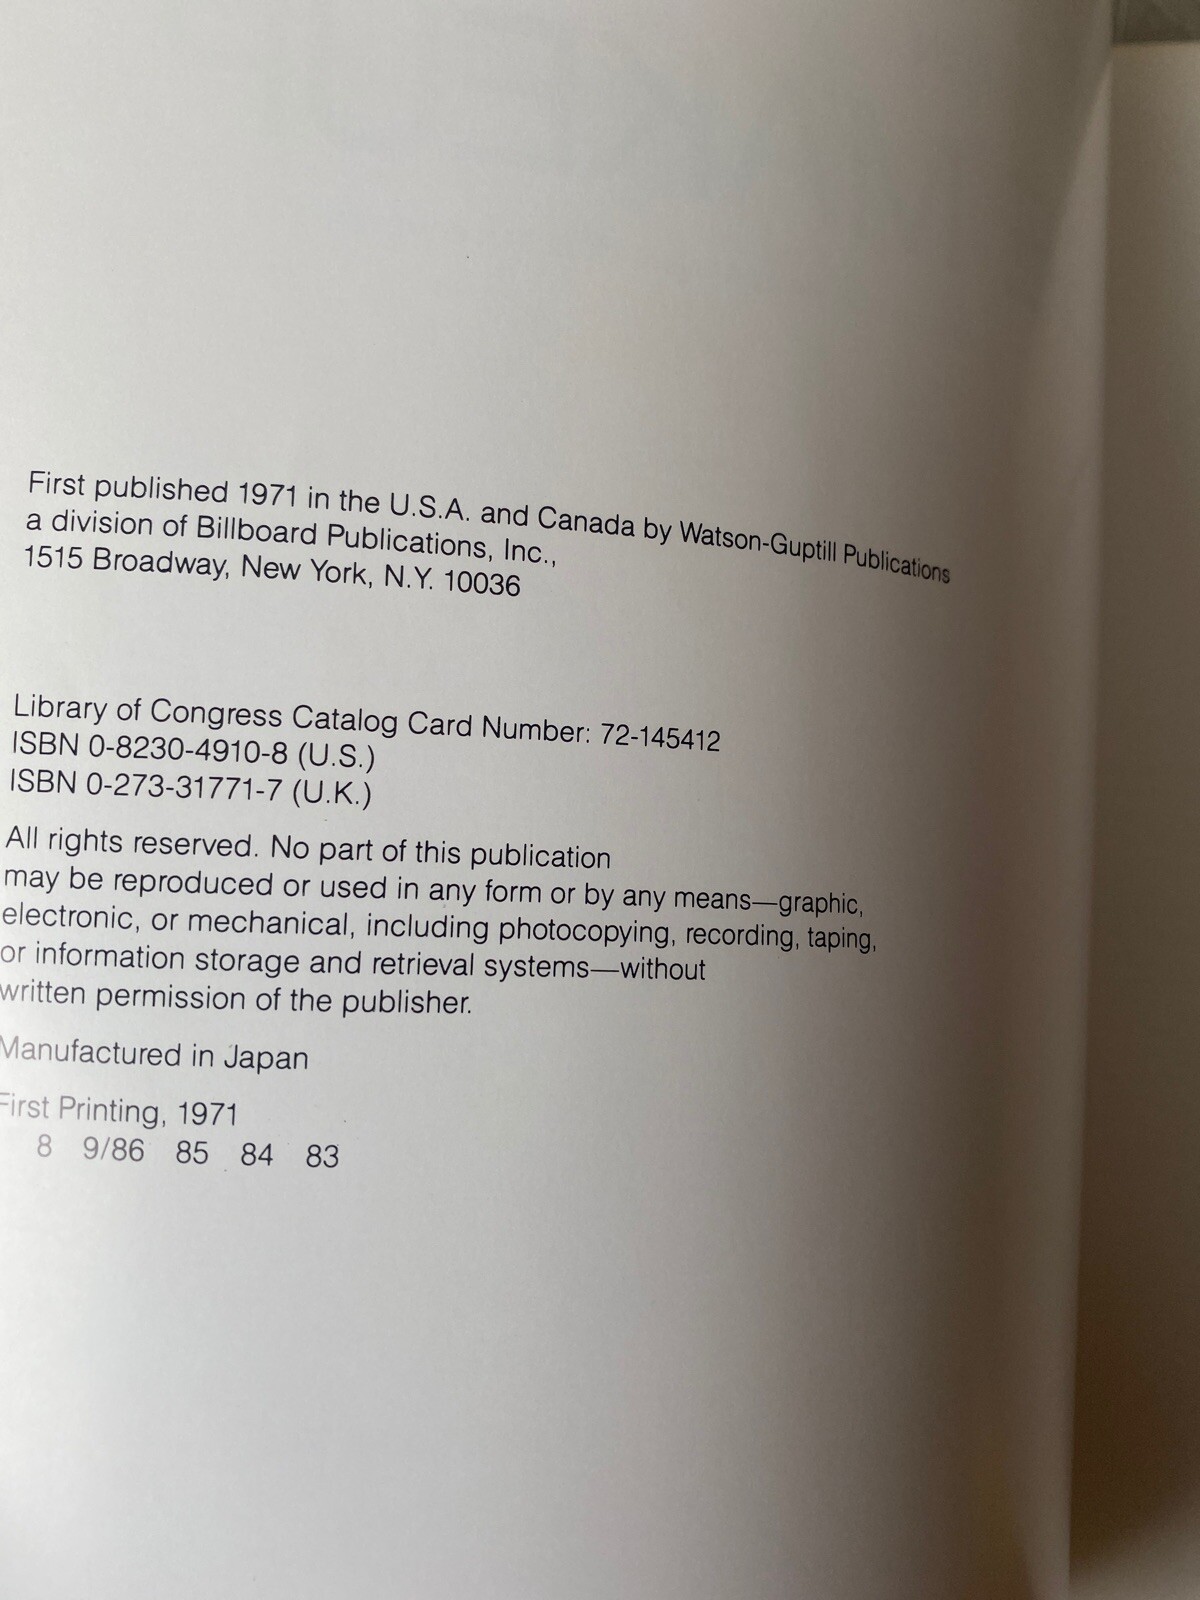 First published 1971 in the U.S.A. and Canada by Watson-Guptill Publications
a division of Billboard Publications, Inc.,
1515 Broadway, New York, N.Y. 10036
Library of Congress Catalog Card Number: 72-145412
ISBN 0-8230-4910-8 (U.S.)
ISBN 0-273-31771-7 (U.K.)
All rights reserved. No part of this publication
may be reproduced or used in any form or by any means—graphic,
electronic, or mechanical, including photocopying, recording, taping,
or information storage and retrieval systems—without
written permission of the publisher.
Manufactured in Japan
First Printing, 1971
8 9/86 85 84 83